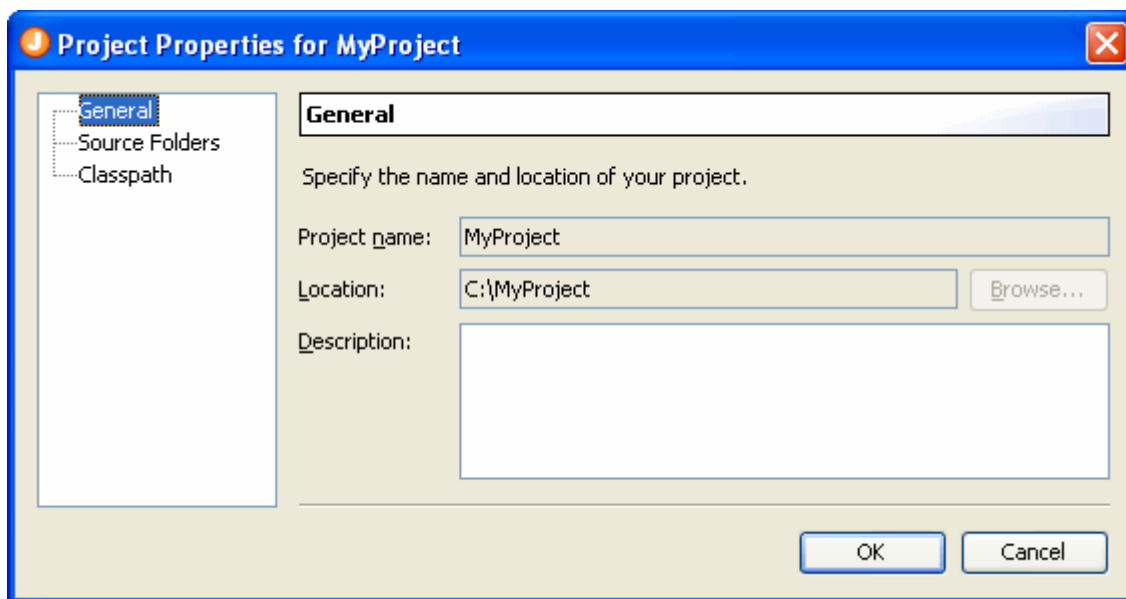 Project Properties for MyProject
General
Source Folders
Classpath
General
Specify the name and location of your project.
Project name: MyProject
Location: C:\MyProject Browse...
Description:
OK Cancel